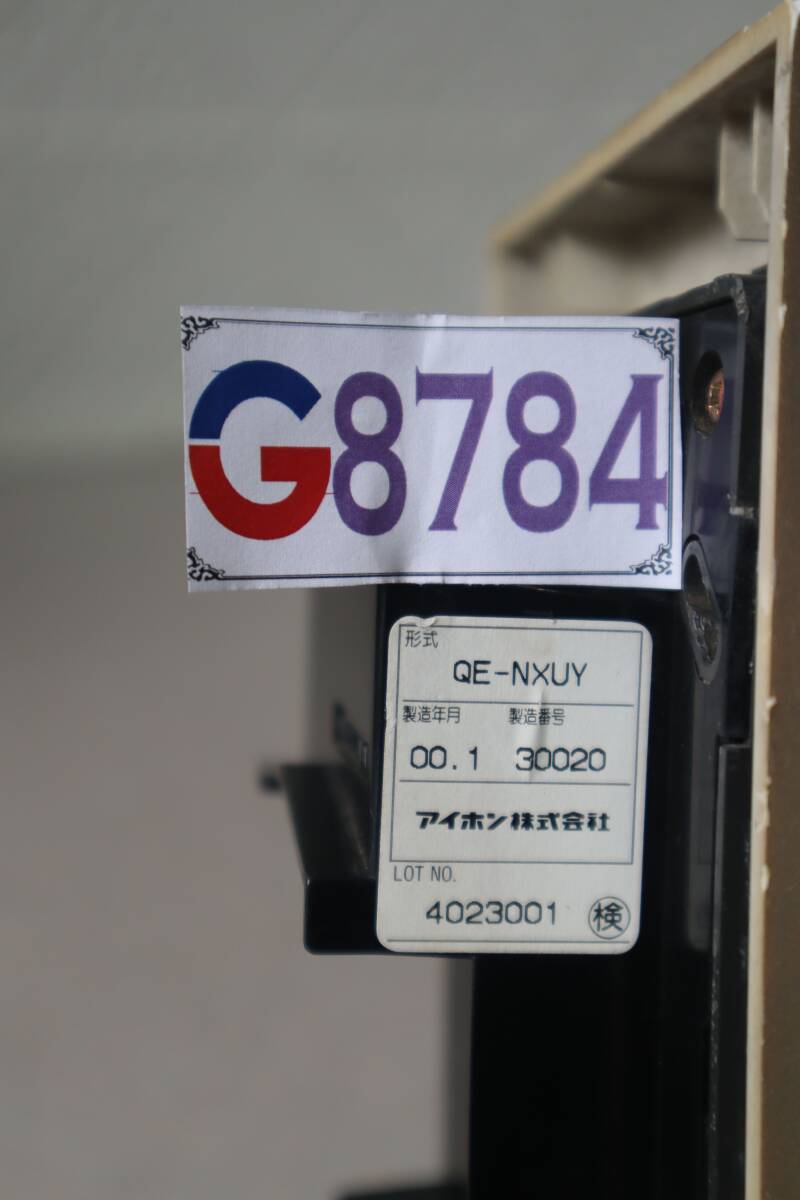 G8784
形式
QE-NXUY
製造年月 製造番号
00.1 30020
アイホン株式会社
LOT NO.
4023001 検